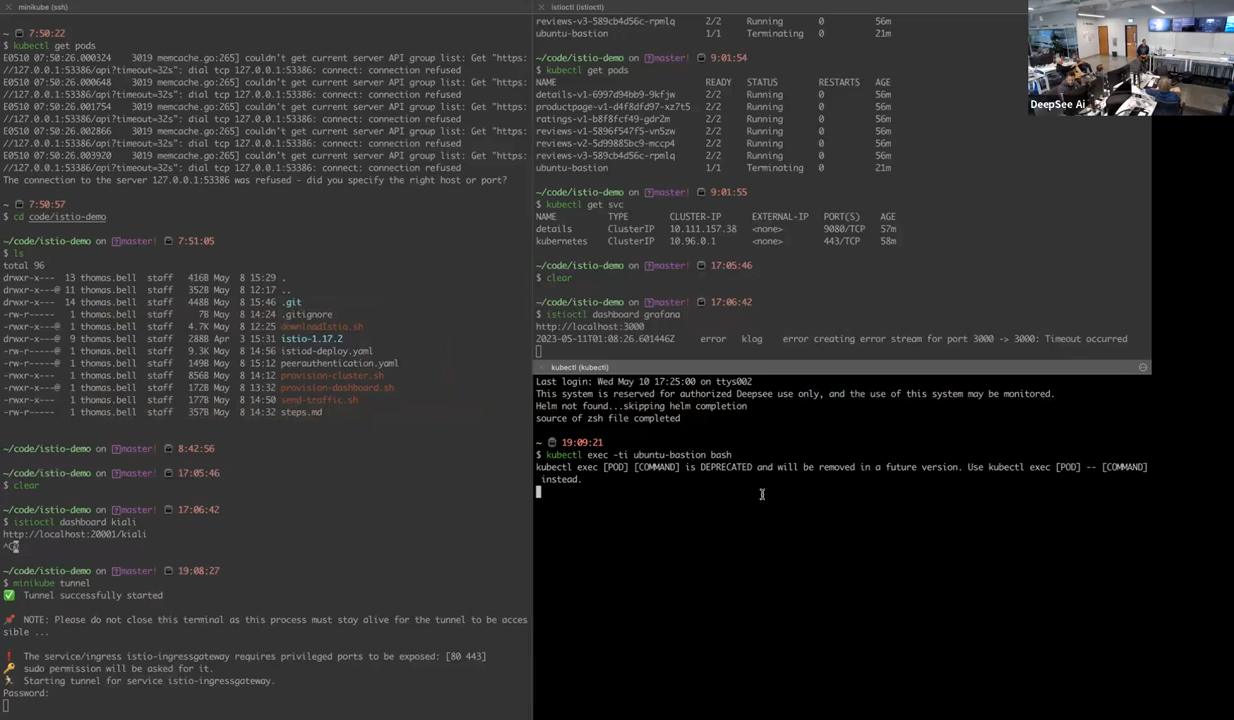 minikube (ssh)
~ 7:50:22
$ kubectl get pods
E0510 07:50:26.000324 3019 memcache.go:265] couldn't get current server API group list: Get "https:
//127.0.0.1:53386/api?timeout=32s": dial tcp 127.0.0.1:53386: connect: connection refused
E0510 07:50:26.000648 3019 memcache.go:265] couldn't get current server API group list: Get "https:
//127.0.0.1:53386/api?timeout=32s": dial tcp 127.0.0.1:53386: connect: connection refused
E0510 07:50:26.001754 3019 memcache.go:265] couldn't get current server API group list: Get "https:
//127.0.0.1:53386/api?timeout=32s": dial tcp 127.0.0.1:53386: connect: connection refused
E0510 07:50:26.002866 3019 memcache.go:265] couldn't get current server API group list: Get "https:
//127.0.0.1:53386/api?timeout=32s": dial tcp 127.0.0.1:53386: connect: connection refused
E0510 07:50:26.003920 3019 memcache.go:265] couldn't get current server API group list: Get "https:
//127.0.0.1:53386/api?timeout=32s": dial tcp 127.0.0.1:53386: connect: connection refused
The connection to the server 127.0.0.1:53386 was refused - did you specify the right host or port?
~ 7:50:57
$ cd code/istio-demo
~/code/istio-demo on master! 7:51:05
$ ls
total 96
drwxr-x--- 13 thomas.bell staff 416B May 8 15:29 .
drwxr-x---@ 11 thomas.bell staff 352B May 8 12:17 ..
drwxr-x--- 14 thomas.bell staff 448B May 8 15:46 .git
-rw-r----- 1 thomas.bell staff 7B May 8 14:24 .gitignore
-rw-r-x---@ 1 thomas.bell staff 4.7K May 8 12:25 downloadIstio.sh
drwxr-x---@ 9 thomas.bell staff 288B Apr 3 15:31 istio-1.17.2
-rw-r-----@ 1 thomas.bell staff 9.3K May 8 14:56 istiod-deploy.yaml
-rw-r-----@ 1 thomas.bell staff 149B May 8 15:12 peerauthentication.yaml
-rw-r-x---@ 1 thomas.bell staff 856B May 8 14:12 provision-cluster.sh
-rw-r-x---@ 1 thomas.bell staff 172B May 8 13:32 provision-dashboard.sh
-rw-r-x---@ 1 thomas.bell staff 177B May 8 14:50 send-traffic.sh
-rw-r----- 1 thomas.bell staff 357B May 8 14:32 steps.md
~/code/istio-demo on master! 8:42:56
~/code/istio-demo on master! 17:05:46
$ clear
~/code/istio-demo on master! 17:06:42
$ istioctl dashboard kiali
http://localhost:20001/kiali
^C
~/code/istio-demo on master! 19:08:27
$ minikube tunnel
✅ Tunnel successfully started
📌 NOTE: Please do not close this terminal as this process must stay alive for the tunnel to be acces
sible ...
❗ The service/ingress istio-ingressgateway requires privileged ports to be exposed: [80 443]
🔑 sudo permission will be asked for it.
🏃 Starting tunnel for service istio-ingressgateway.
Password:
istioctl (istioctl)
reviews-v3-589cb4d56c-rpmlq 2/2 Running 0 56m
ubuntu-bastion 1/1 Terminating 0 21m
~/code/istio-demo on master! 9:01:54
$ kubectl get pods
NAME READY STATUS RESTARTS AGE
details-v1-6997d94bb9-9kfjw 2/2 Running 0 56m
productpage-v1-d4f8dfd97-xz7t5 2/2 Running 0 56m
ratings-v1-b8f8fcf49-gdr2m 2/2 Running 0 56m
reviews-v1-5896f547f5-vn5zw 2/2 Running 0 56m
reviews-v2-5d99885bc9-mccp4 2/2 Running 0 56m
reviews-v3-589cb4d56c-rpmlq 2/2 Running 0 56m
ubuntu-bastion 1/1 Terminating 0 21m
~/code/istio-demo on master! 9:01:55
$ kubectl get svc
NAME TYPE CLUSTER-IP EXTERNAL-IP PORT(S) AGE
details ClusterIP 10.111.157.38 <none> 9080/TCP 57m
kubernetes ClusterIP 10.96.0.1 <none> 443/TCP 58m
~/code/istio-demo on master! 17:05:46
$ clear
~/code/istio-demo on master! 17:06:42
$ istioctl dashboard grafana
http://localhost:3000
2023-05-11T01:08:26.601446Z error klog error creating error stream for port 3000 -> 3000: Timeout occurred
kubectl (kubectl)
Last login: Wed May 10 17:25:00 on ttys002
This system is reserved for authorized Deepsee use only, and the use of this system may be monitored.
Helm not found...skipping helm completion
source of zsh file completed
~ 19:09:21
$ kubectl exec -ti ubuntu-bastion bash
kubectl exec [POD] [COMMAND] is DEPRECATED and will be removed in a future version. Use kubectl exec [POD] -- [COMMAND]
instead.
DeepSee Ai